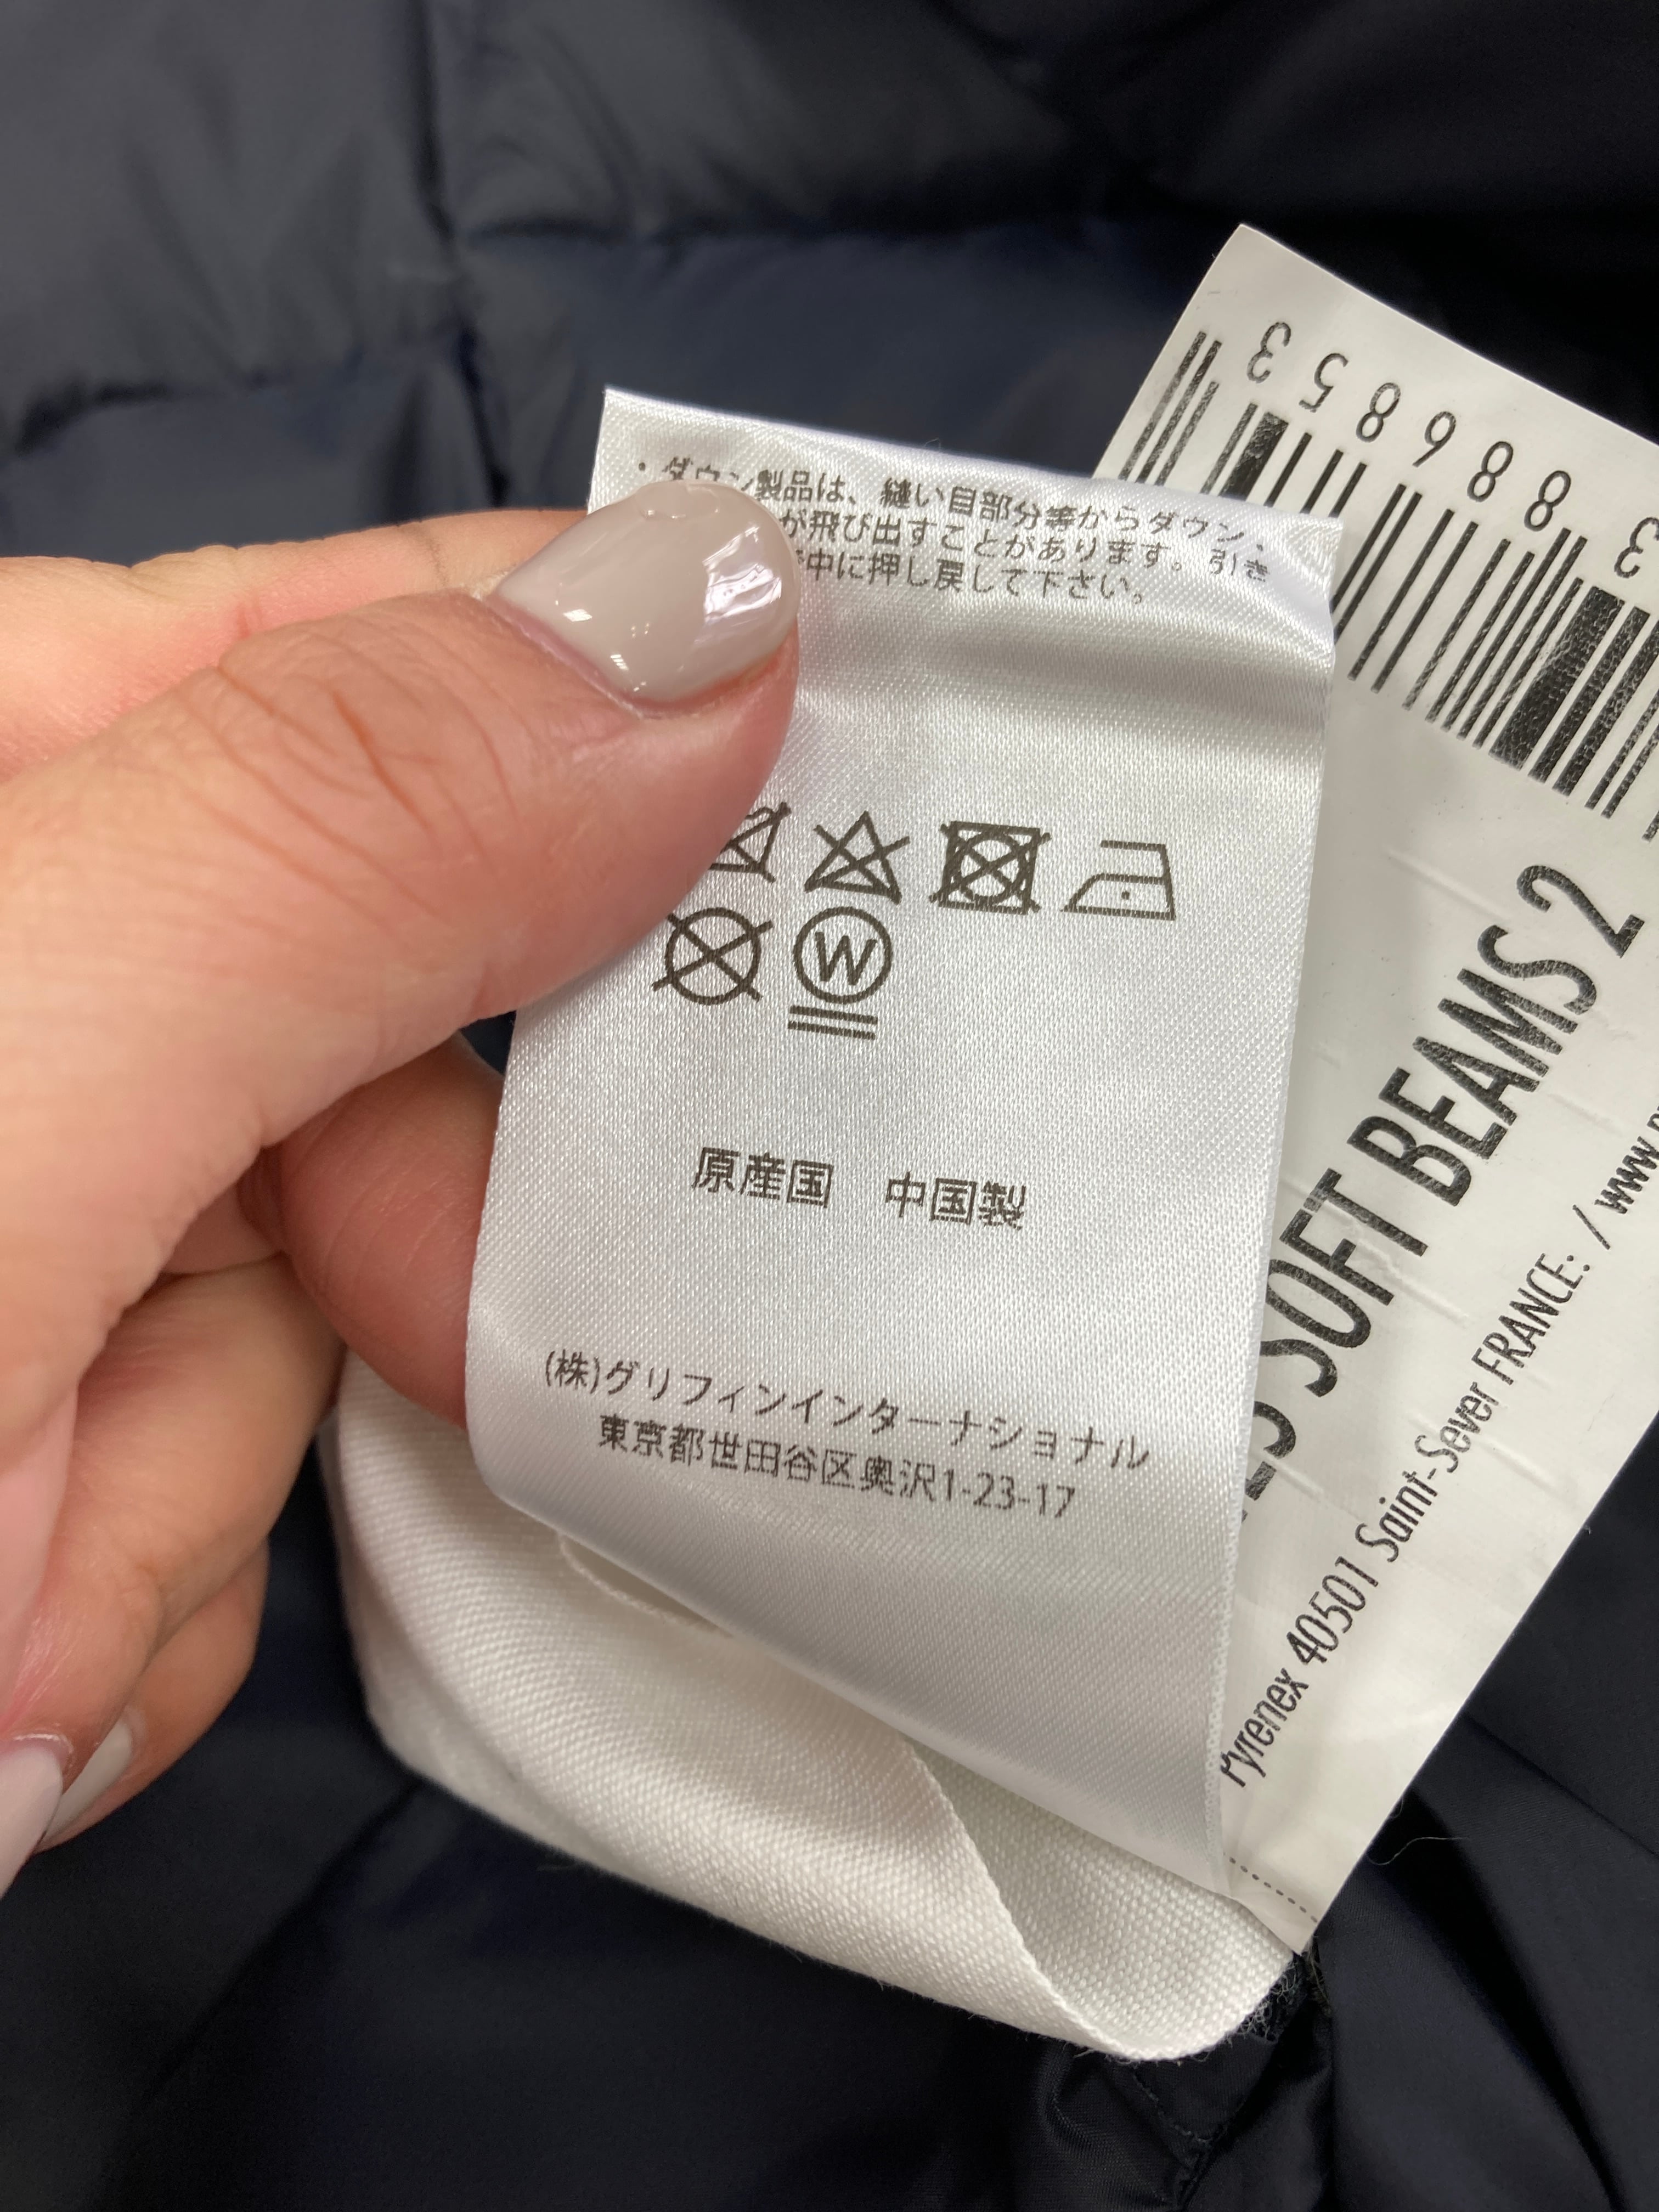 ・ダウン製品は、縫い目部分等からダウン・
が飛び出すことがあります。引き
中に押し戻して下さい。
W
原産国 中国製
(株)グリフィンインターナショナル
東京都世田谷区奥沢1-23-17
3 8 8 6 8 5 3
SOFT BEAMS 2
Pyrenex 40501 Saint-Sever FRANCE: / www